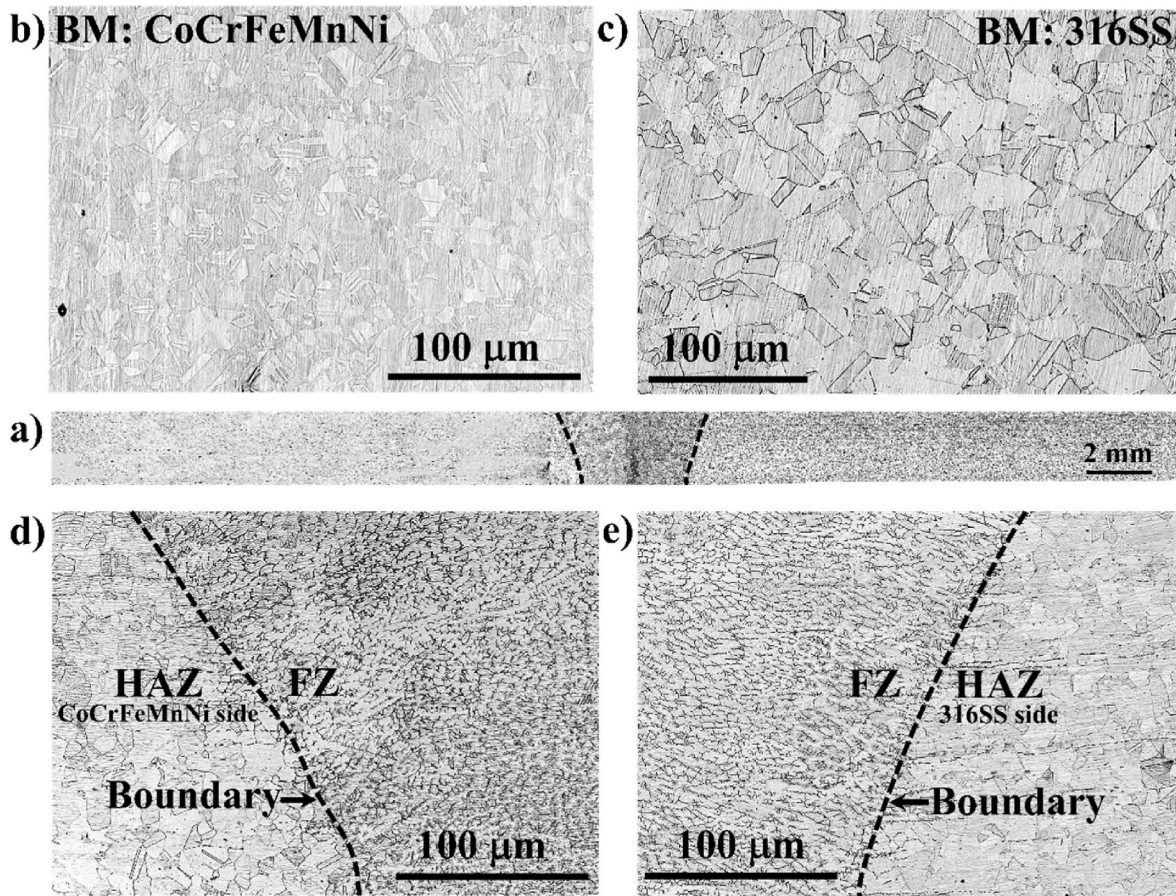 b) BM: CoCrFeMnNi
100 μm
c) BM: 316SS
100 μm
a)
2 mm
d)
HAZ FZ
CoCrFeMnNi side
Boundary
100 μm
e)
FZ HAZ
316SS side
Boundary
100 μm